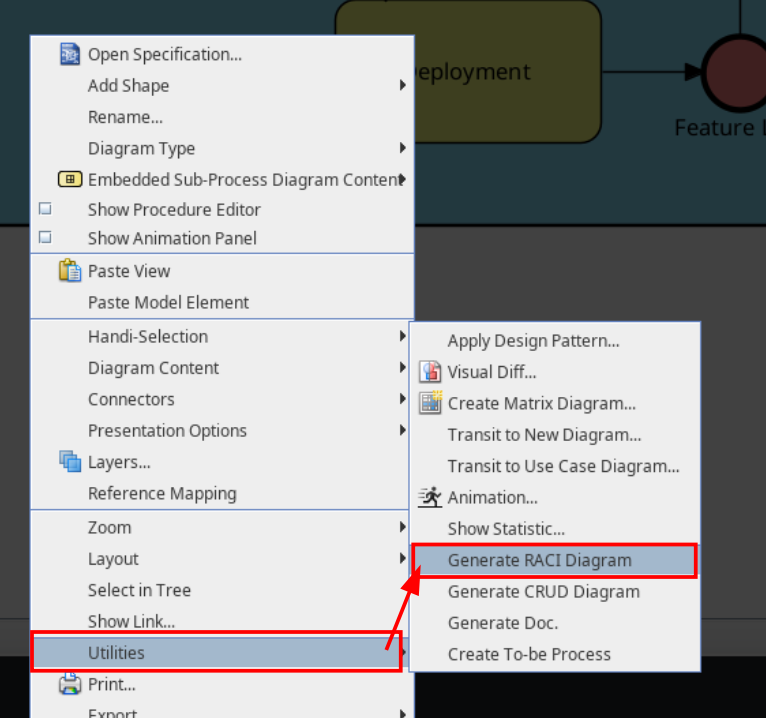 eployment
Feature
Open Specification...
Add Shape
Rename...
Diagram Type
Embedded Sub-Process Diagram Content
Show Procedure Editor
Show Animation Panel
Paste View
Paste Model Element
Handi-Selection
Diagram Content
Connectors
Presentation Options
Layers...
Reference Mapping
Zoom
Layout
Select in Tree
Show Link...
Utilities
Print...
Export
Apply Design Pattern...
Visual Diff...
Create Matrix Diagram...
Transit to New Diagram...
Transit to Use Case Diagram...
Animation...
Show Statistic...
Generate RACI Diagram
Generate CRUD Diagram
Generate Doc.
Create To-be Process